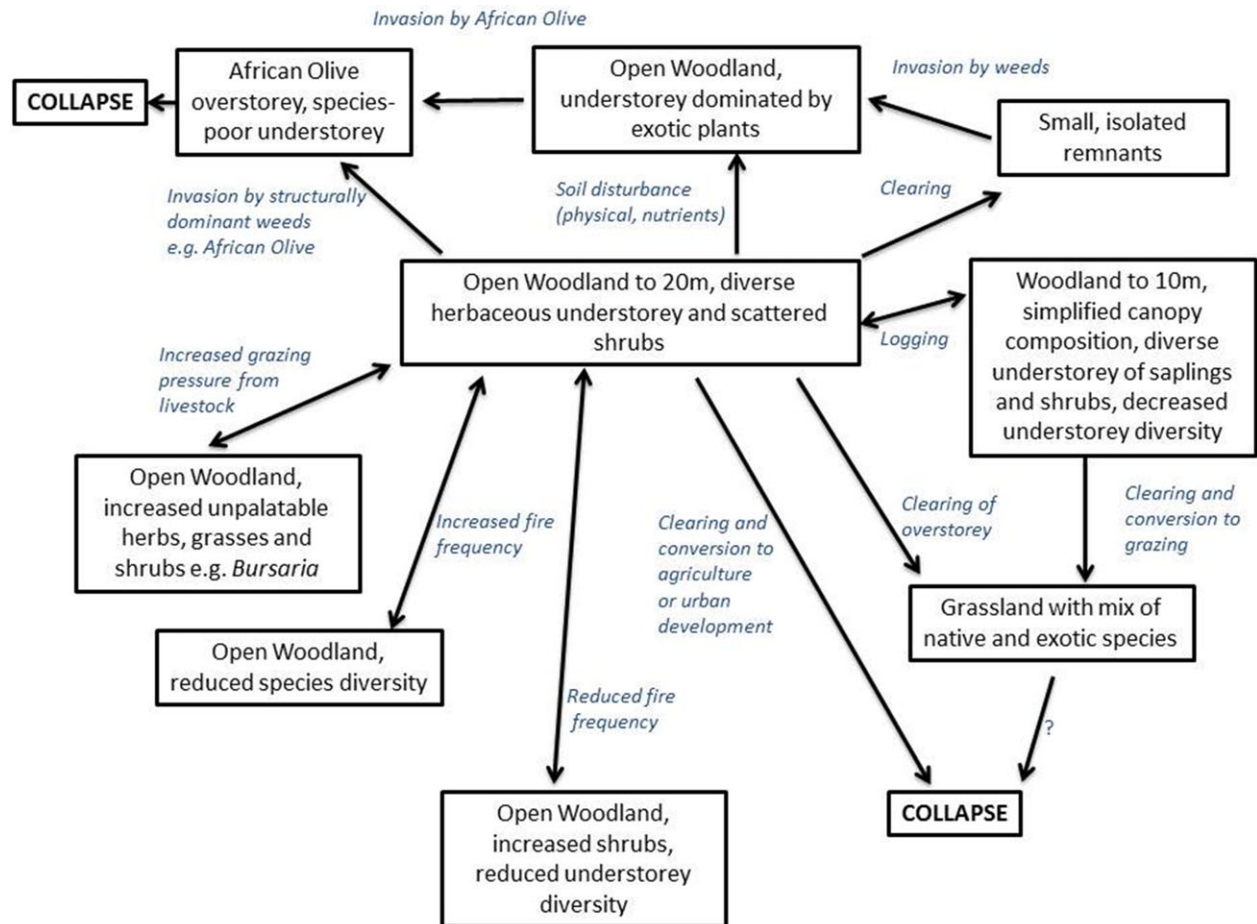 Invasion by African Olive
COLLAPSE
African Olive
overstorey, species-
poor understorey
Open Woodland,
understorey dominated by
exotic plants
Invasion by weeds
Small, isolated
remnants
Invasion by structurally
dominant weeds
e.g. African Olive
Soil disturbance
(physical, nutrients)
Clearing
Open Woodland to 20m, diverse
herbaceous understorey and scattered
shrubs
Logging
Woodland to 10m,
simplified canopy
composition, diverse
understorey of saplings
and shrubs, decreased
understorey diversity
Increased grazing
pressure from
livestock
Open Woodland,
increased unpalatable
herbs, grasses and
shrubs e.g. Bursaria
Increased fire
frequency
Clearing and
conversion to
agriculture
or urban
development
Clearing of
overstorey
Clearing and
conversion to
grazing
Grassland with mix of
native and exotic species
Open Woodland,
reduced species diversity
Reduced fire
frequency
?
COLLAPSE
Open Woodland,
increased shrubs,
reduced understorey
diversity